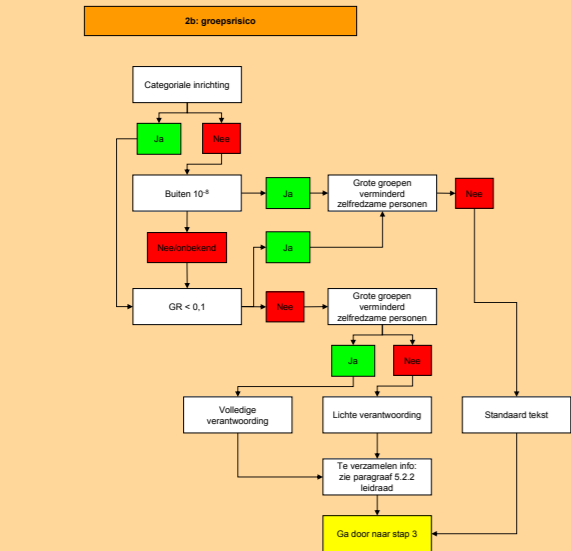 2b: groepsrisico
Categoriale inrichting
Ja
Nee
Buiten 10⁻⁸
Ja
Grote groepen
verminderd
zelfredzame personen
Nee
Nee/onbekend
Ja
GR < 0,1
Nee
Grote groepen
verminderd
zelfredzame personen
Ja
Nee
Volledige
verantwoording
Lichte verantwoording
Standaard tekst
Te verzamelen info:
zie paragraaf 5.2.2
leidraad
Ga door naar stap 3